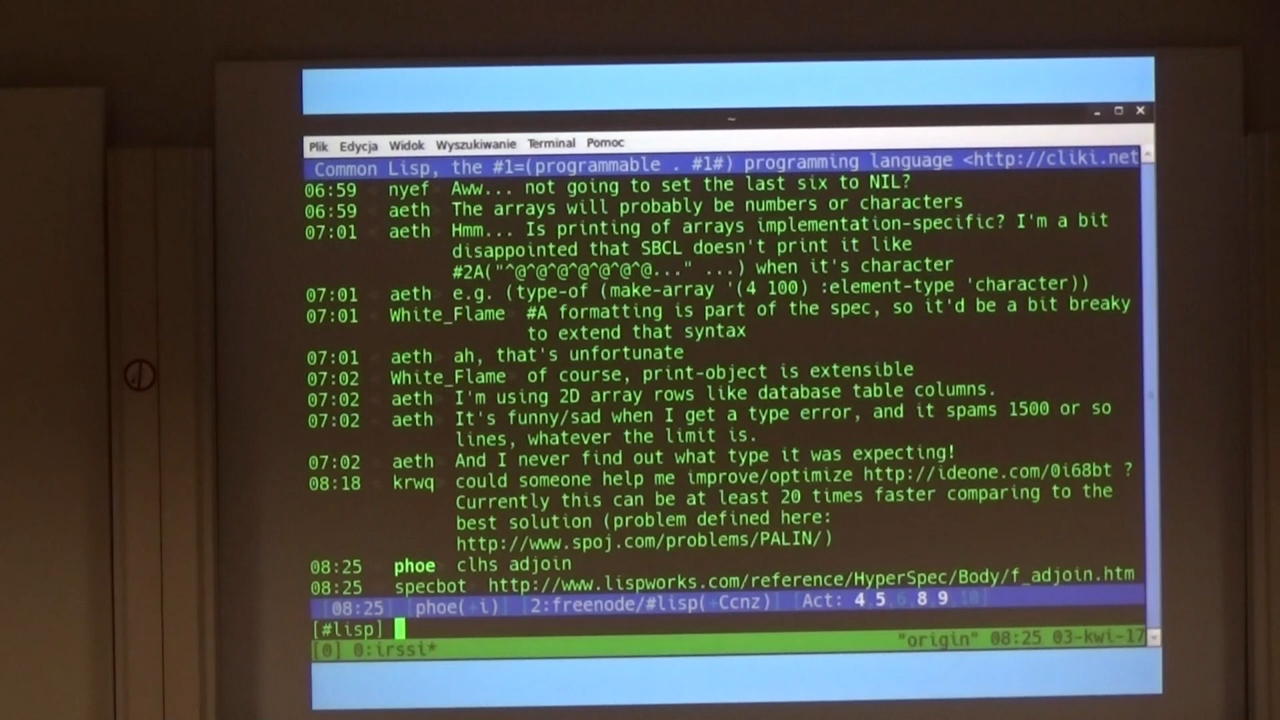 ~
Plik Edycja Widok Wyszukiwanie Terminal Pomoc
Common Lisp, the #1=(programmable . #1#) programming language <http://cliki.net
06:59 nyef Aww... not going to set the last six to NIL?
06:59 aeth The arrays will probably be numbers or characters
07:01 aeth Hmm... Is printing of arrays implementation-specific? I'm a bit
disappointed that SBCL doesn't print it like
#2A("^@^@^@^@^@^@^@..." ...) when it's character
07:01 aeth e.g. (type-of (make-array '(4 100) :element-type 'character))
07:01 White_Flame #A formatting is part of the spec, so it'd be a bit breaky
to extend that syntax
07:01 aeth ah, that's unfortunate
07:02 White_Flame of course, print-object is extensible
07:02 aeth I'm using 2D array rows like database table columns.
07:02 aeth It's funny/sad when I get a type error, and it spams 1500 or so
lines, whatever the limit is.
07:02 aeth And I never find out what type it was expecting!
08:18 krwq could someone help me improve/optimize http://ideone.com/0i68bt ?
Currently this can be at least 20 times faster comparing to the
best solution (problem defined here:
http://www.spoj.com/problems/PALIN/)
08:25 phoe clhs adjoin
08:25 specbot http://www.lispworks.com/reference/HyperSpec/Body/f_adjoin.htm
[08:25] [phoe(+i)] [2:freenode/#lisp(+Ccnz)] [Act: 4,5,6,8,9,10]
[#lisp]
[0] 0:irssi* "origin" 08:25 03-kwi-17